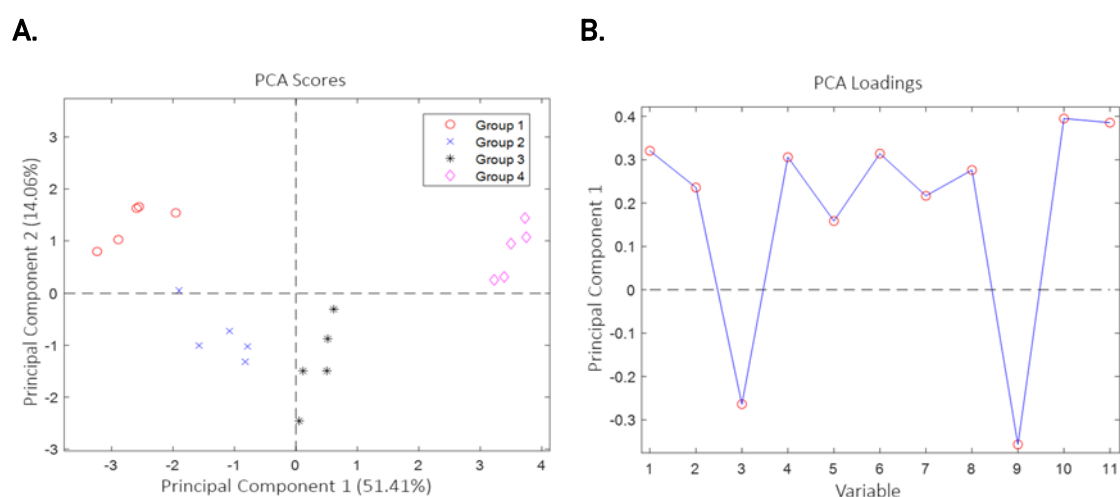 A.
PCA Scores
Principal Component 2 (14.06%)
3
2
1
0
-1
-2
-3
Group 1
Group 2
Group 3
Group 4
-3 -2 -1 0 1 2 3 4
Principal Component 1 (51.41%)
B.
PCA Loadings
Principal Component 1
0.4
0.3
0.2
0.1
0
-0.1
-0.2
-0.3
1 2 3 4 5 6 7 8 9 10 11
Variable